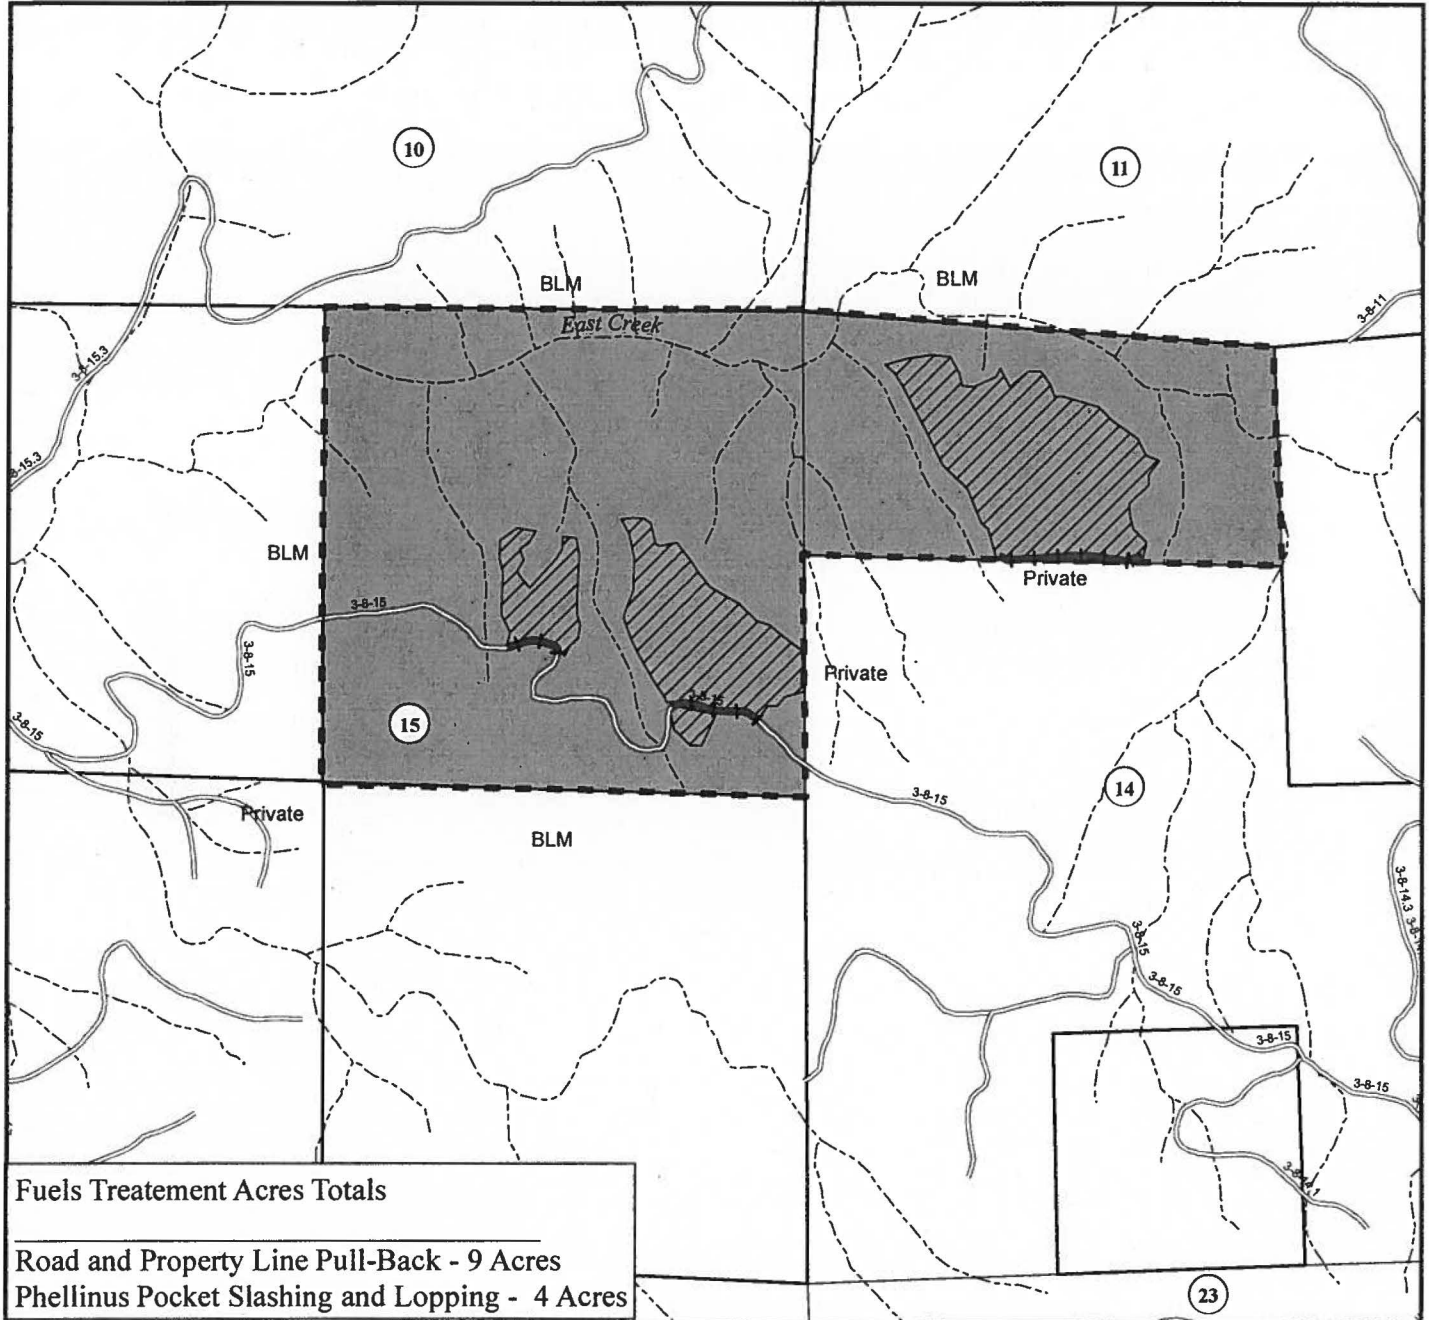 10
11
BLM
BLM
East Creek
3-8-11
3-8-15.3
8-15.3
BLM
Private
3-8-15
3-8-15
Private
3-8-15
3-8-15
15
14
3-8-15
Private
BLM
3-8-14.3
3-8-15
3-8-15
3-8-15
3-8-15
Fuels Treatement Acres Totals
Road and Property Line Pull-Back - 9 Acres
Phellinus Pocket Slashing and Lopping - 4 Acres
23